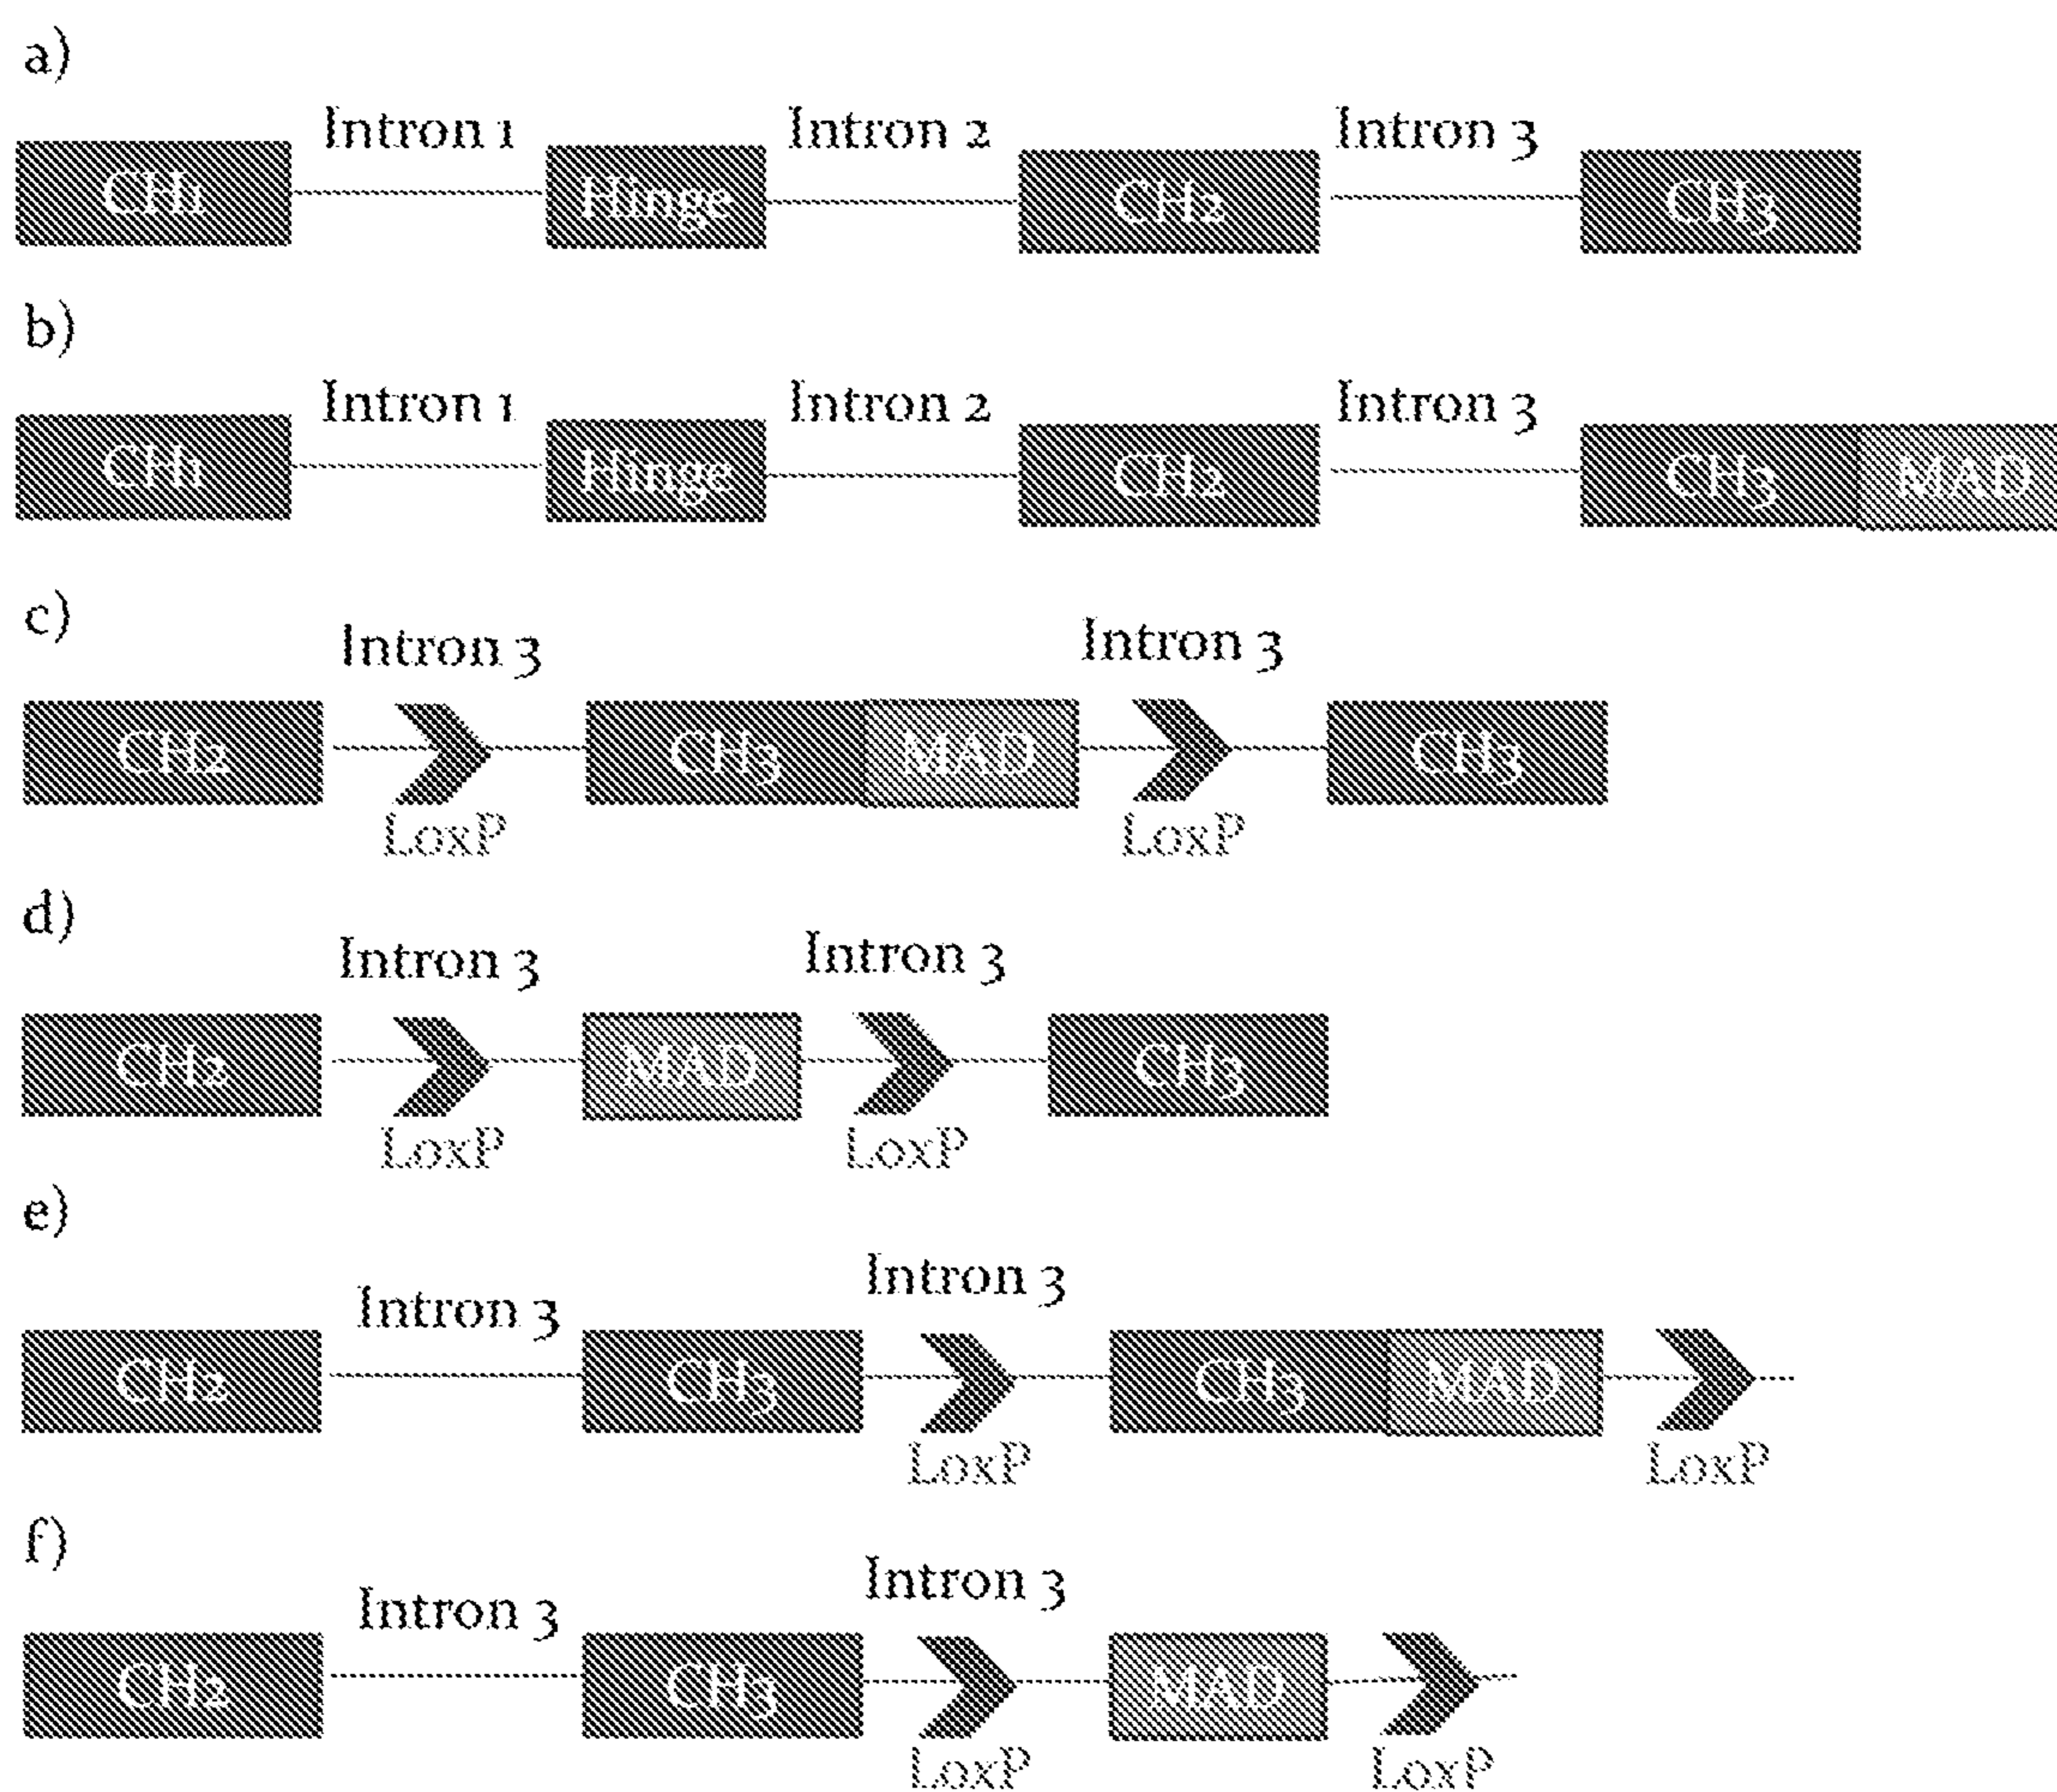 a)
Intron 1 Intron 2 Intron 3
CH1 Hinge CH2 CH3
b)
Intron 1 Intron 2 Intron 3
CH1 Hinge CH2 CH3 MAD
c)
Intron 3 Intron 3
CH2 CH3 MAD CH3
LoxP LoxP
d)
Intron 3 Intron 3
CH2 MAD CH3
LoxP LoxP
e)
Intron 3 Intron 3
CH2 CH3 CH3 MAD
LoxP LoxP
f)
Intron 3 Intron 3
CH2 CH3 MAD
LoxP LoxP